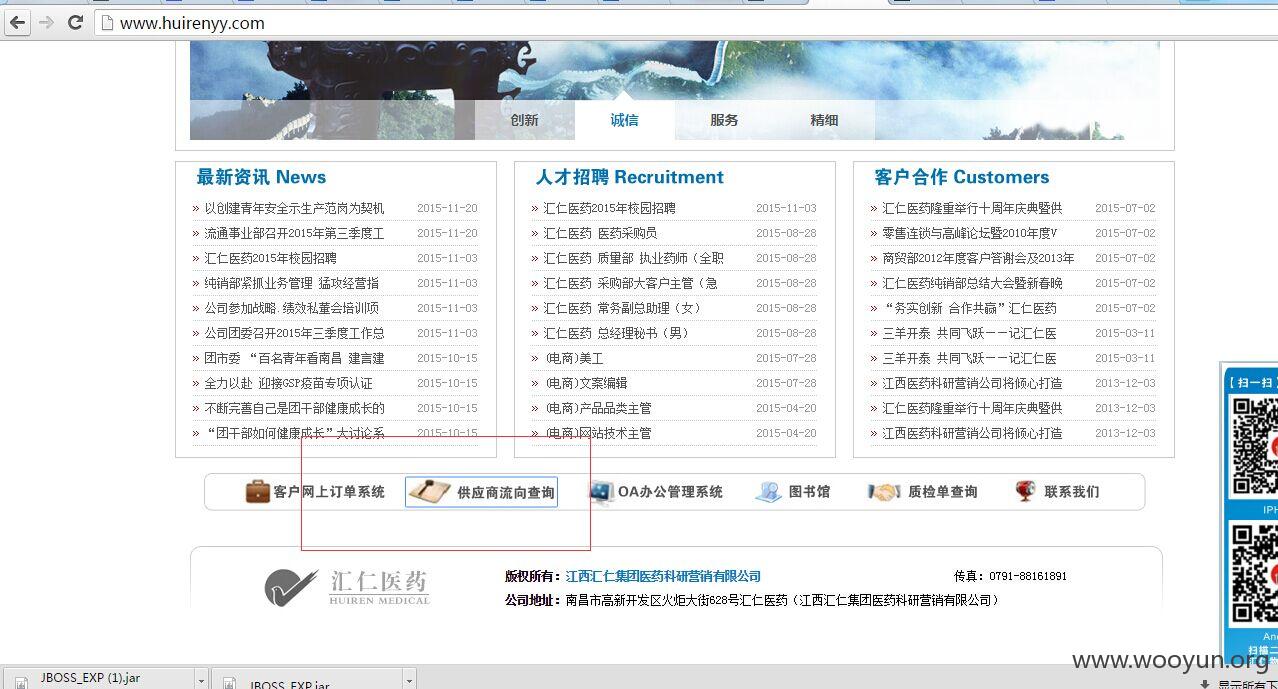 www.huirenyy.com
创新 诚信 服务 精细
最新资讯 News
» 以创建青年安全示生产范岗为契机 2015-11-20
» 流通事业部召开2015年第三季度工 2015-11-20
» 汇仁医药2015年校园招聘 2015-11-03
» 纯销部紧抓业务管理 猛攻经营指 2015-11-03
» 公司参加战略.绩效私董会培训项 2015-11-03
» 公司团委召开2015年三季度工作总 2015-11-03
» 团市委 “百名青年看南昌 建言建 2015-10-15
» 全力以赴 迎接GSP疫苗专项认证 2015-10-15
» 不断完善自己是团干部健康成长的 2015-10-15
» “团干部如何健康成长”大讨论系 2015-10-15
人才招聘 Recruitment
» 汇仁医药2015年校园招聘 2015-11-03
» 汇仁医药 医药采购员 2015-08-28
» 汇仁医药 质量部 执业药师（全职 2015-08-28
» 汇仁医药 采购部大客户主管（急 2015-08-28
» 汇仁医药 常务副总助理（女） 2015-08-28
» 汇仁医药 总经理秘书（男） 2015-08-28
» (电商)美工 2015-07-28
» (电商)文案编辑 2015-07-23
» (电商)产品品类主管 2015-04-20
» (电商)网站技术主管 2015-04-20
客户合作 Customers
» 汇仁医药隆重举行十周年庆典暨供 2015-07-02
» 零售连锁与高峰论坛暨2010年度V 2015-07-02
» 商贸部2012年度客户答谢会及2013年 2015-07-02
» 汇仁医药纯销部总结大会暨新春晚 2015-07-02
» “务实创新 合作共赢”汇仁医药 2015-07-02
» 三羊开泰 共同飞跃——记汇仁医 2015-03-11
» 三羊开泰 共同飞跃——记汇仁医 2015-03-11
» 江西医药科研营销公司将倾心打造 2013-12-03
» 汇仁医药隆重举行十周年庆典暨供 2013-12-03
» 江西医药科研营销公司将倾心打造 2013-12-03
客户网上订单系统 供应商流向查询 OA办公管理系统 图书馆 质检单查询 联系我们
汇仁医药
HUIREN MEDICAL
版权所有：江西汇仁集团医药科研营销有限公司 传真：0791-88161891
公司地址：南昌市高新开发区火炬大街628号汇仁医药（江西汇仁集团医药科研营销有限公司）
【扫一扫】
IPH
And
扫描二
www.wooyun.org
JBOSS_EXP (1).jar
JBOSS_EXP.jar
显示所有下